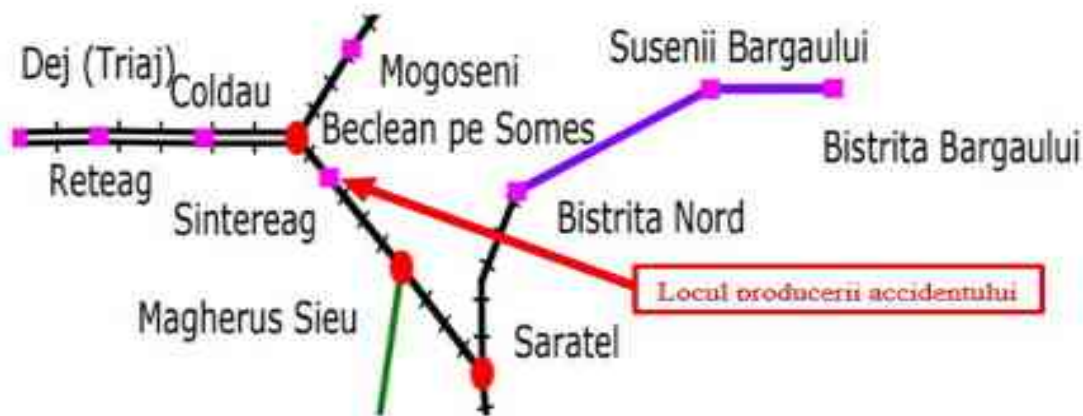 Susenii Bargaului
Dej (Triaj)
Coldau
Mogoseni
Beclean pe Somes
Bistrita Bargaului
Reteag
Sintereag
Bistrita Nord
Locul producerii accidentului
Magherus Sieu
Saratel